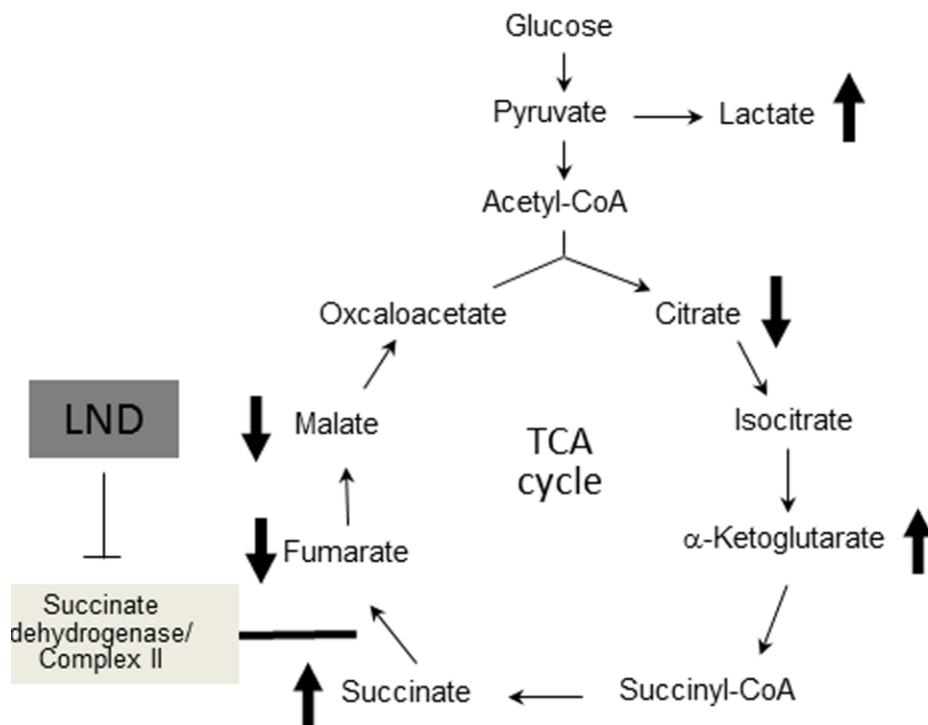 Glucose
Pyruvate
Lactate
Acetyl-CoA
Oxcaloacetate
Citrate
LND
Malate
TCA
cycle
Isocitrate
Fumarate
α-Ketoglutarate
Succinate
dehydrogenase/
Complex II
Succinate
Succinyl-CoA